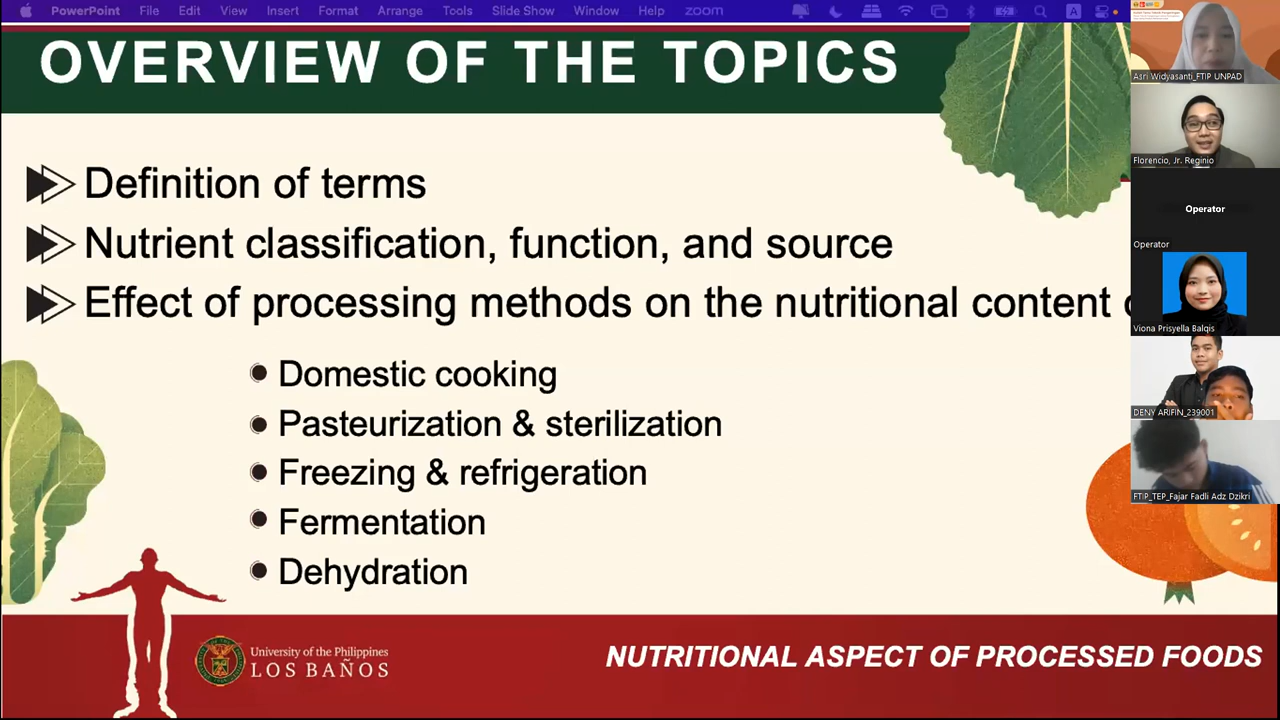 PowerPoint File Edit View Insert Format Arrange Tools Slide Show Window Help zoom
OVERVIEW OF THE TOPICS
Definition of terms
Nutrient classification, function, and source
Effect of processing methods on the nutritional content
Domestic cooking
Pasteurization & sterilization
Freezing & refrigeration
Fermentation
Dehydration
University of the Philippines
LOS BAÑOS
NUTRITIONAL ASPECT OF PROCESSED FOODS
Asri Widyasanti_FTIP UNPAD
Florencio, Jr. Reginio
Operator
Operator
Viona Prisyella Balqis
DENY ARIFIN_239001
FTIP_TEP_Fajar Fadli Adz Dzikri